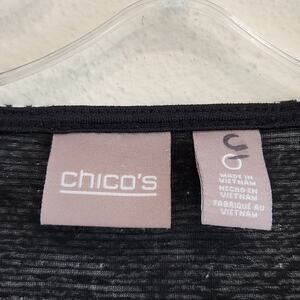 chico's
0
MADE IN
VIETNAM
HECHO EN
VIETNAM
FABRIQUÉ AU
VIETNAM